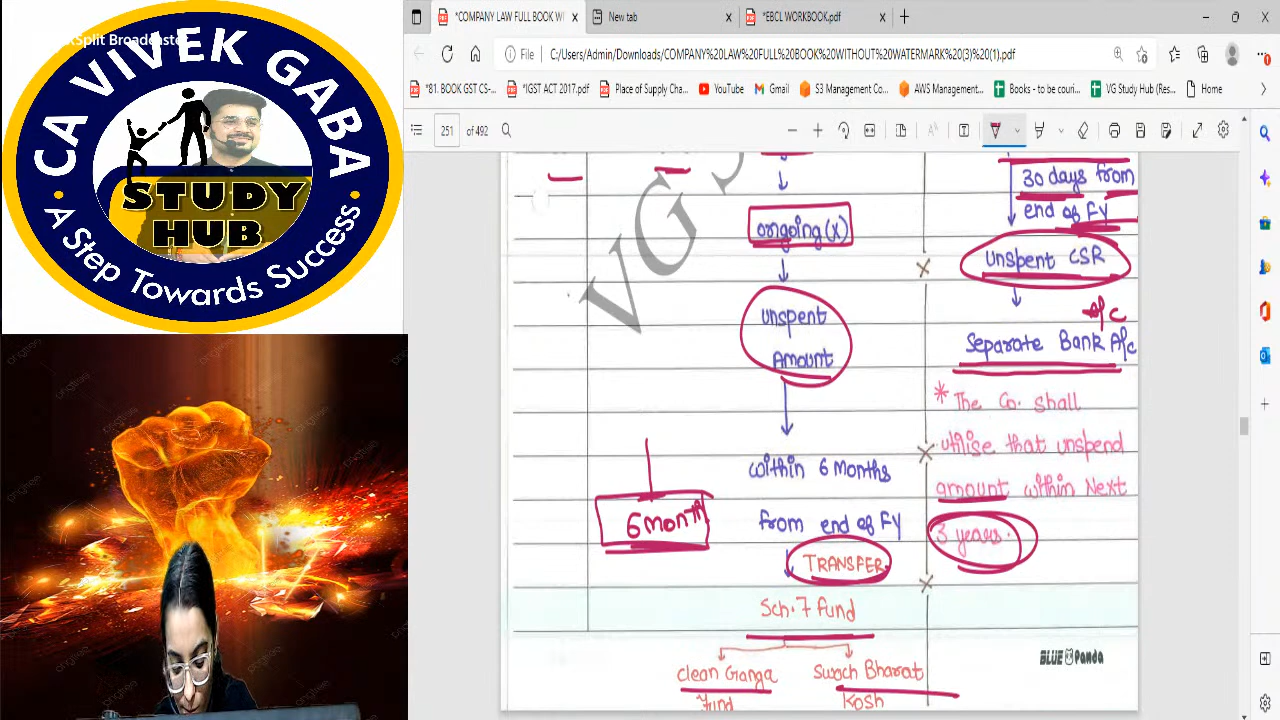 XSplit Broadcaster
CA VIVEK GABA
STUDY
HUB
• A Step Towards Success •
*COMPANY LAW FULL BOOK WI
New tab
*EBCL WORKBOOK C.pdf
File
C:/Users/Admin/Downloads/COMPANY%20LAW%20FULL%20BOOK%20WITHOUT%20WATERMARK%20(3)%20(1).pdf
*81. BOOK GST CS-...
*IGST ACT 2017.pdf
Place of Supply Cha...
YouTube
Gmail
S3 Management Co...
AWS Management...
Books - to be couri...
VG Study Hub (Res...
Home
251 of 492
VG
ongoing(x)
unspent
Amount
within 6 Months
from end of FY
TRANSFER
Sch. 7 fund
clean Ganga
Fund
Swach Bharat
Kosh
6 month
30 days from
end of FY
Unspent CSR
A/c
Separate Bank A/c
* The Co. shall
utilise that unspend
amount within Next
3 years.
BLUE Panda
pngtree